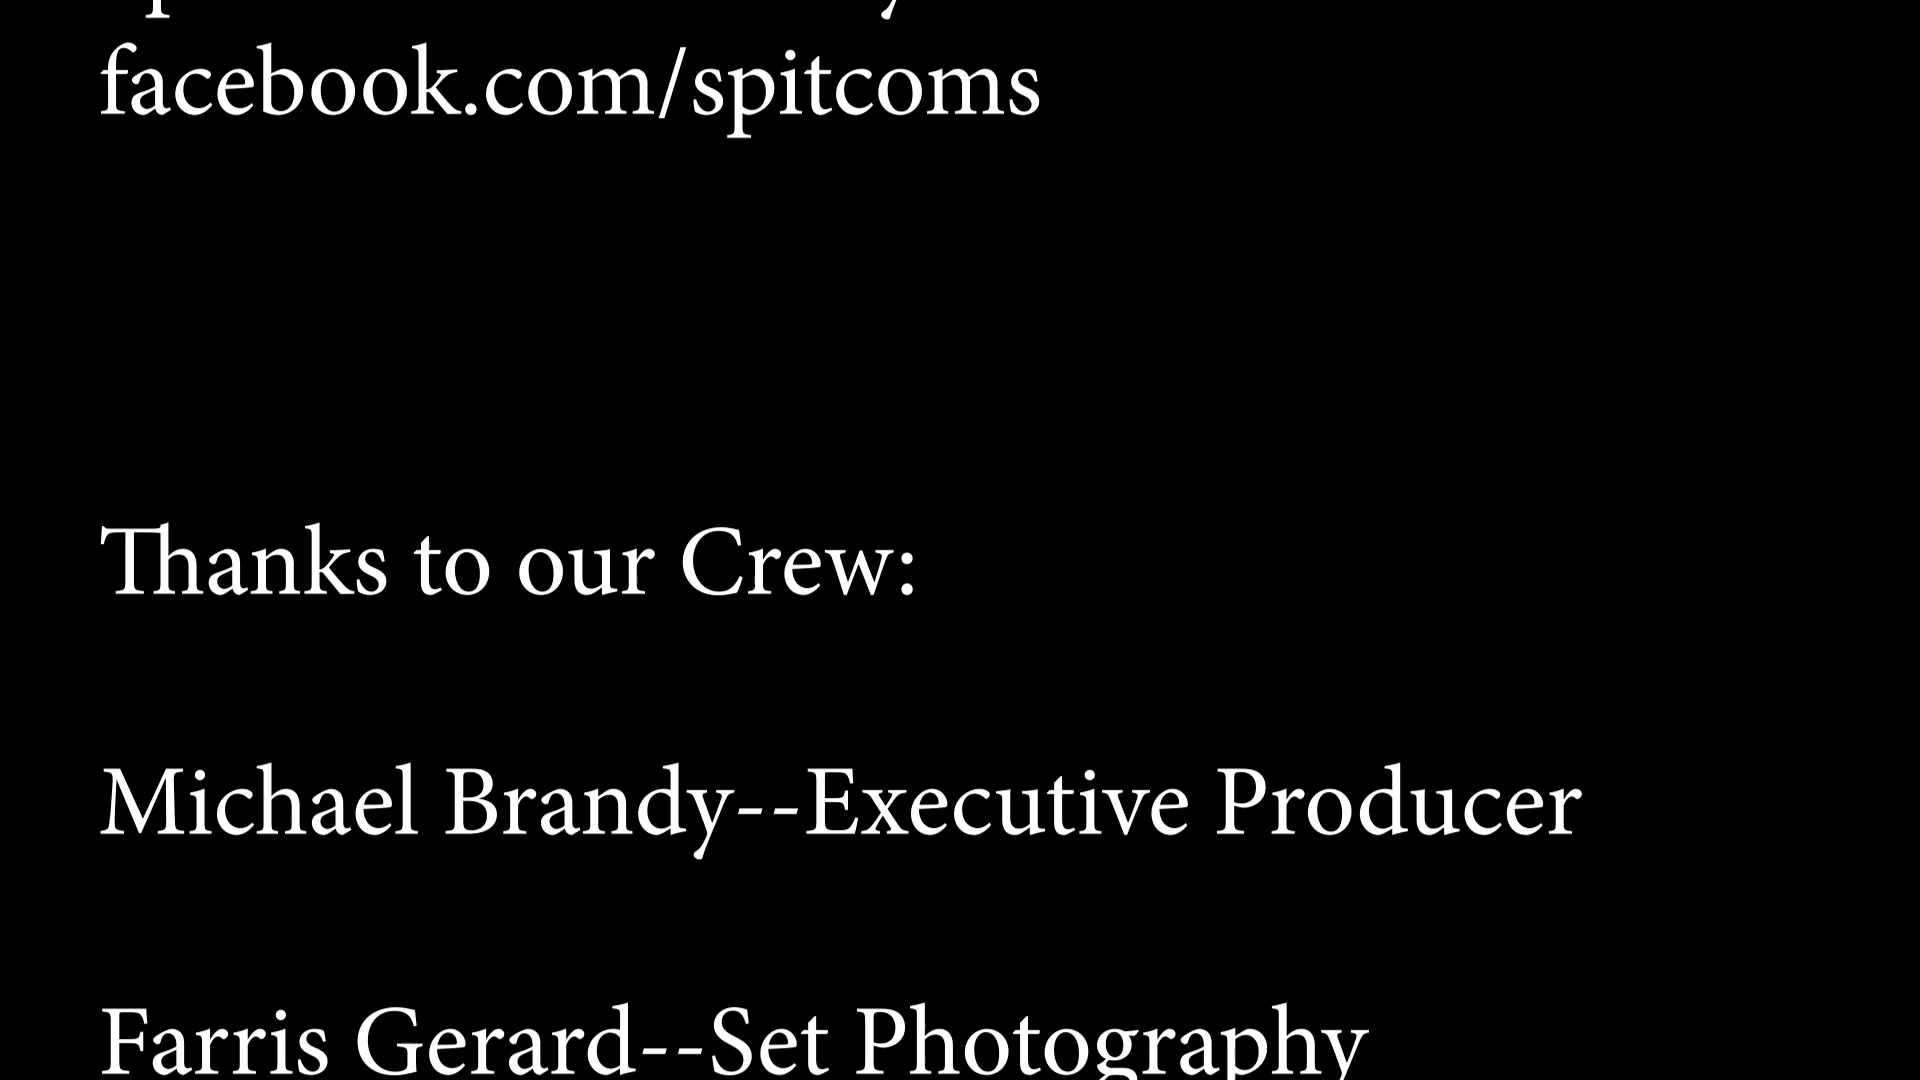 facebook.com/spitcoms
Thanks to our Crew:
Michael Brandy--Executive Producer
Farris Gerard--Set Photography